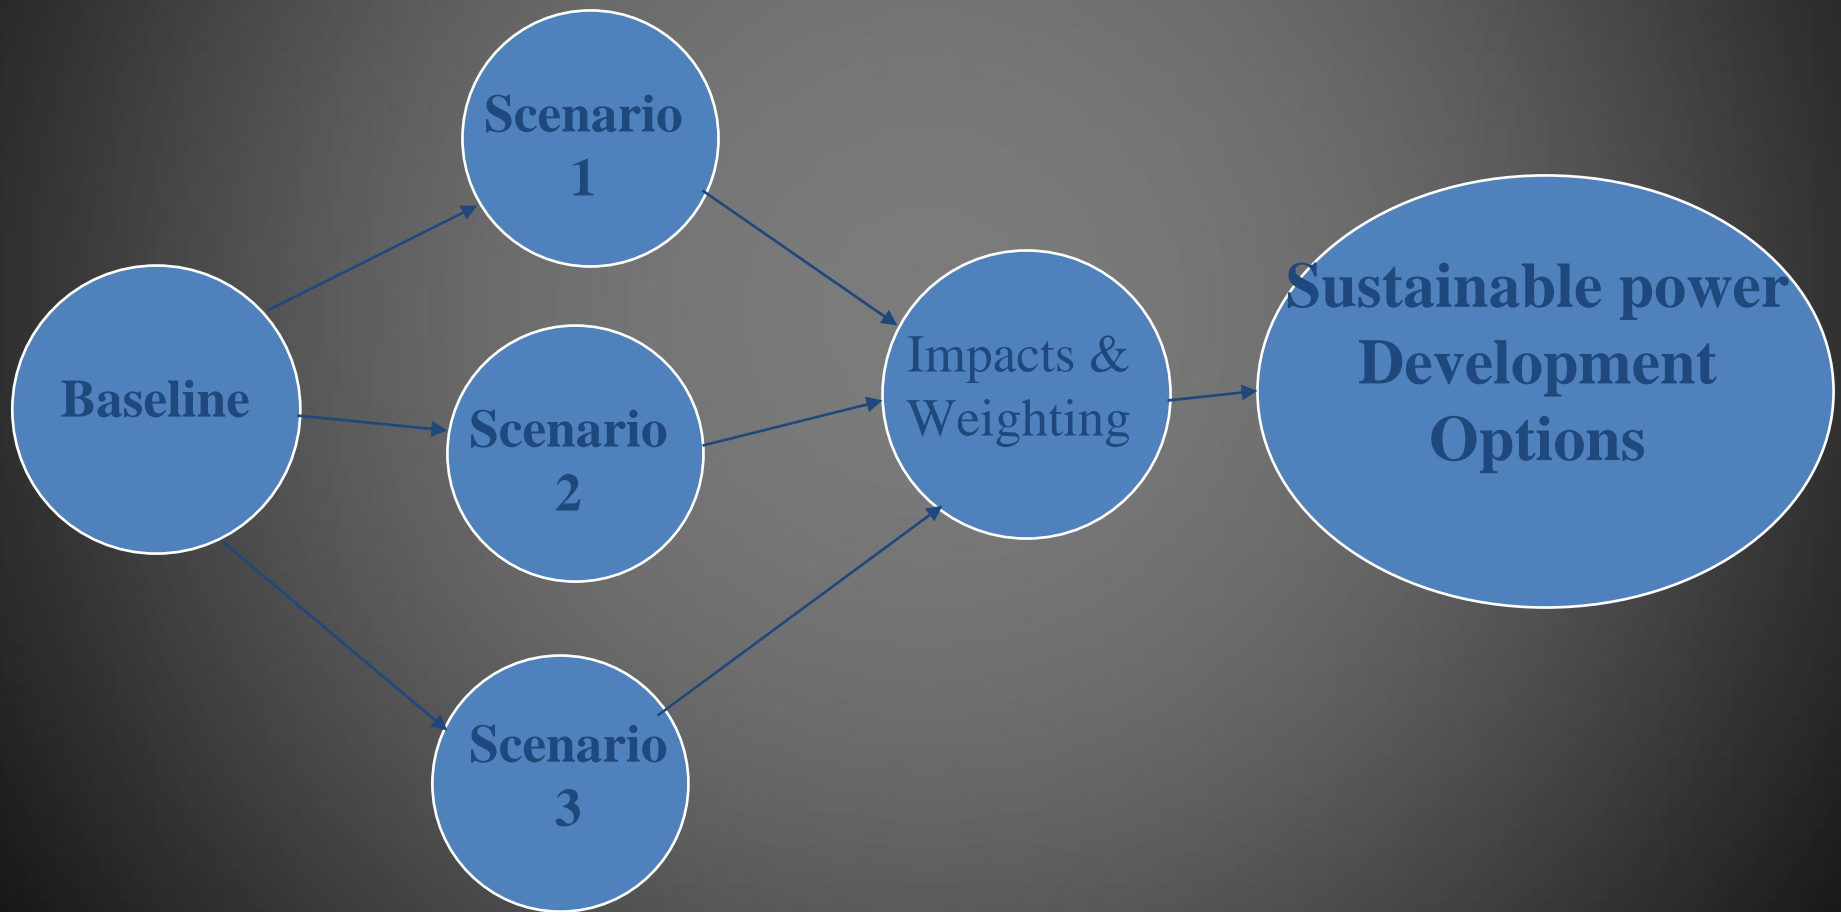 Scenario
1
Baseline
Scenario
2
Scenario
3
Impacts &
Weighting
Sustainable power
Development
Options